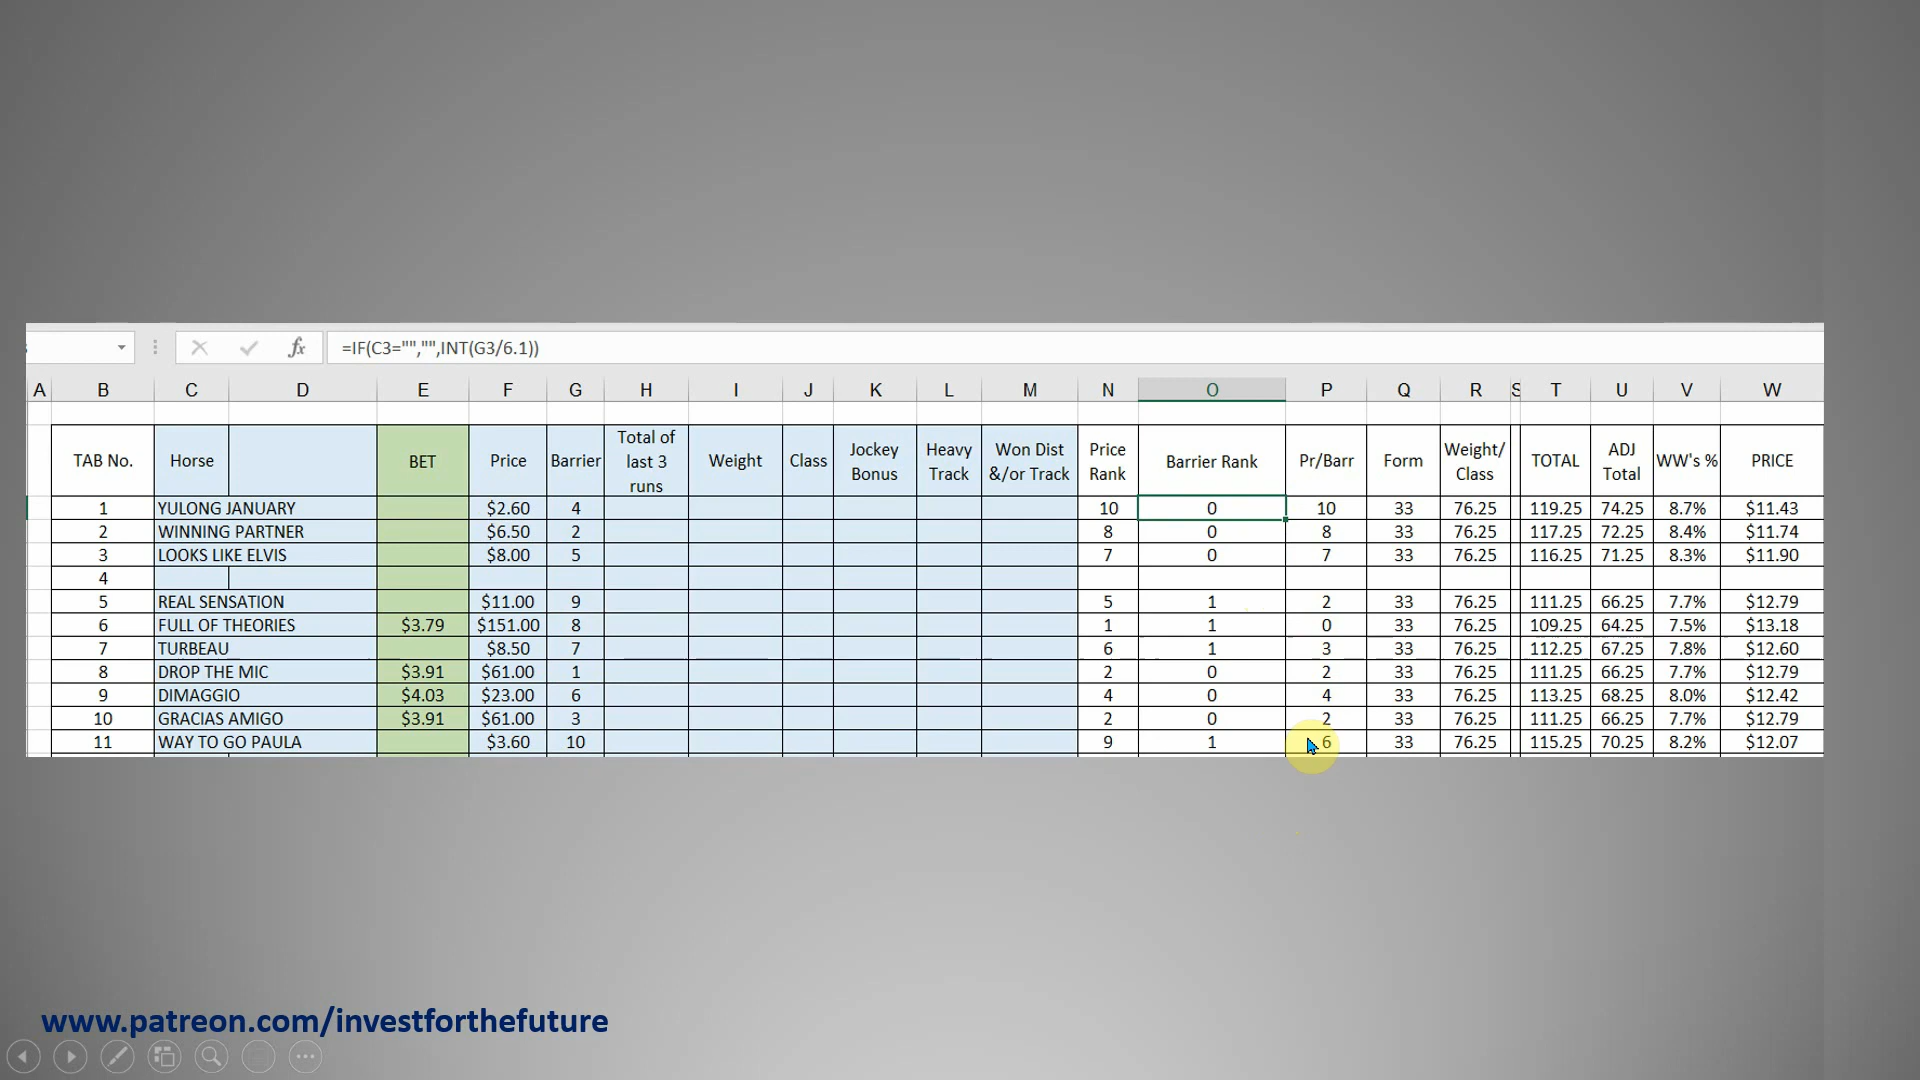 =IF(C3="","",INT(G3/6.1))
A B C D E F G H I J K L M N O P Q R S T U V W
TAB No. Horse BET Price Barrier Total of last 3 runs Weight Class Jockey Bonus Heavy Track Won Dist &/or Track Price Rank Barrier Rank Pr/Barr Form Weight/ Class TOTAL ADJ Total WW's % PRICE
1 YULONG JANUARY $2.60 4 10 0 10 33 76.25 119.25 74.25 8.7% $11.43
2 WINNING PARTNER $6.50 2 8 0 8 33 76.25 117.25 72.25 8.4% $11.74
3 LOOKS LIKE ELVIS $8.00 5 7 0 7 33 76.25 116.25 71.25 8.3% $11.90
4
5 REAL SENSATION $11.00 9 5 1 2 33 76.25 111.25 66.25 7.7% $12.79
6 FULL OF THEORIES $3.79 $151.00 8 1 1 0 33 76.25 109.25 64.25 7.5% $13.18
7 TURBEAU $8.50 7 6 1 3 33 76.25 112.25 67.25 7.8% $12.60
8 DROP THE MIC $3.91 $61.00 1 2 0 2 33 76.25 111.25 66.25 7.7% $12.79
9 DIMAGGIO $4.03 $23.00 6 4 0 4 33 76.25 113.25 68.25 8.0% $12.42
10 GRACIAS AMIGO $3.91 $61.00 3 2 0 2 33 76.25 111.25 66.25 7.7% $12.79
11 WAY TO GO PAULA $3.60 10 9 1 6 33 76.25 115.25 70.25 8.2% $12.07
www.patreon.com/investforthefuture